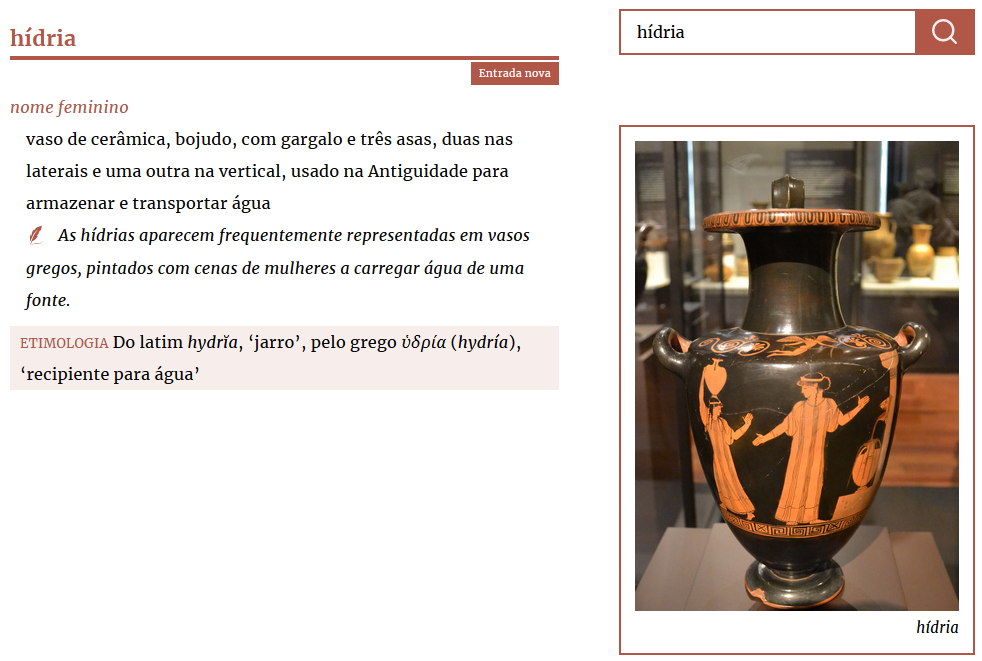 hídria
Entrada nova
nome feminino
vaso de cerâmica, bojudo, com gargalo e três asas, duas nas
laterais e uma outra na vertical, usado na Antiguidade para
armazenar e transportar água
As hídrias aparecem frequentemente representadas em vasos
gregos, pintados com cenas de mulheres a carregar água de uma
fonte.
ETIMOLOGIA Do latim hydrĭa, ‘jarro’, pelo grego ὑδρία (hydría),
‘recipiente para água’
hídria
hídria